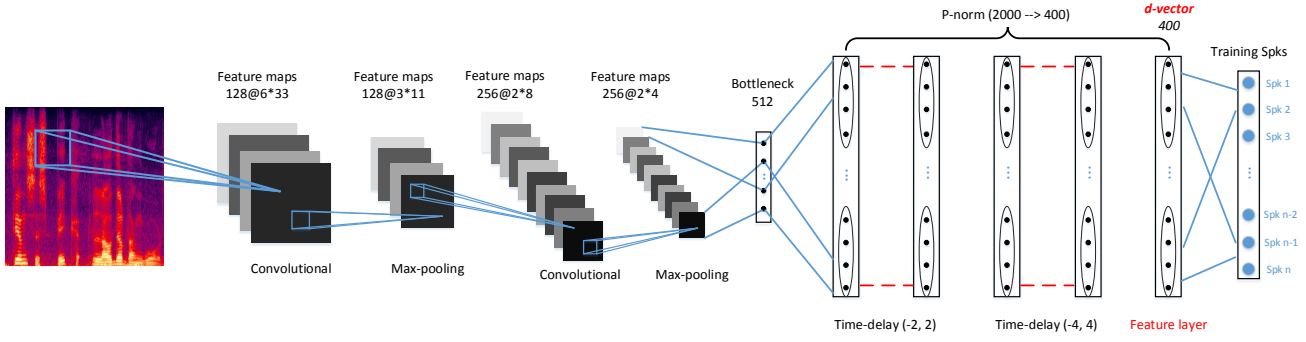 P-norm (2000 --> 400)
d-vector
400
Training Spks
Feature maps
128@6*33
Feature maps
128@3*11
Feature maps
256@2*8
Feature maps
256@2*4
Bottleneck
512
Spk 1
Spk 2
Spk 3
Spk n-2
Spk n-1
Spk n
Convolutional
Max-pooling
Convolutional
Max-pooling
Time-delay (-2, 2)
Time-delay (-4, 4)
Feature layer